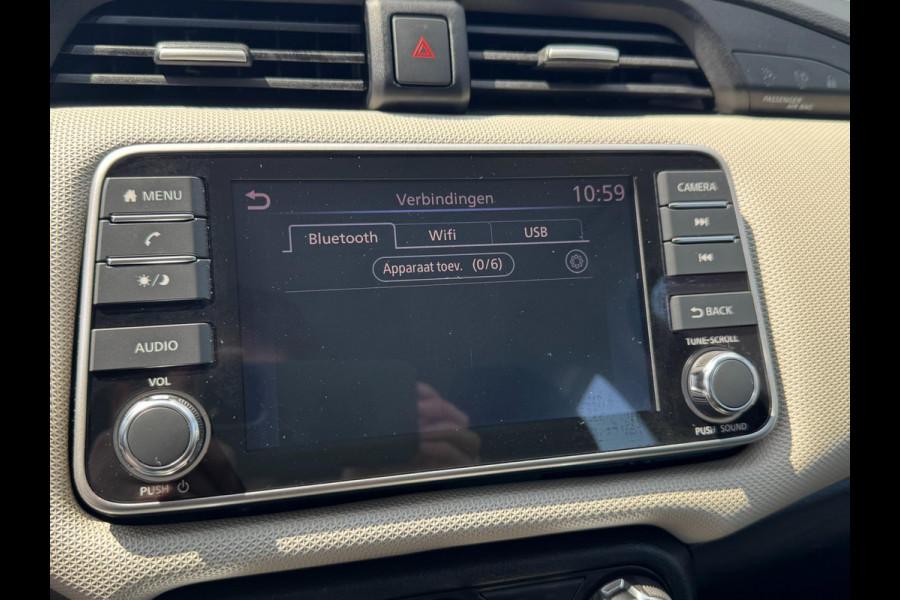 PASSENGER
AIR BAG
MENU
AUDIO
VOL
PUSH
Verbindingen
10:59
Bluetooth
Wifi
USB
Apparaat toev. (0/6)
CAMERA
BACK
TUNE-SCROLL
PUSH SOUND